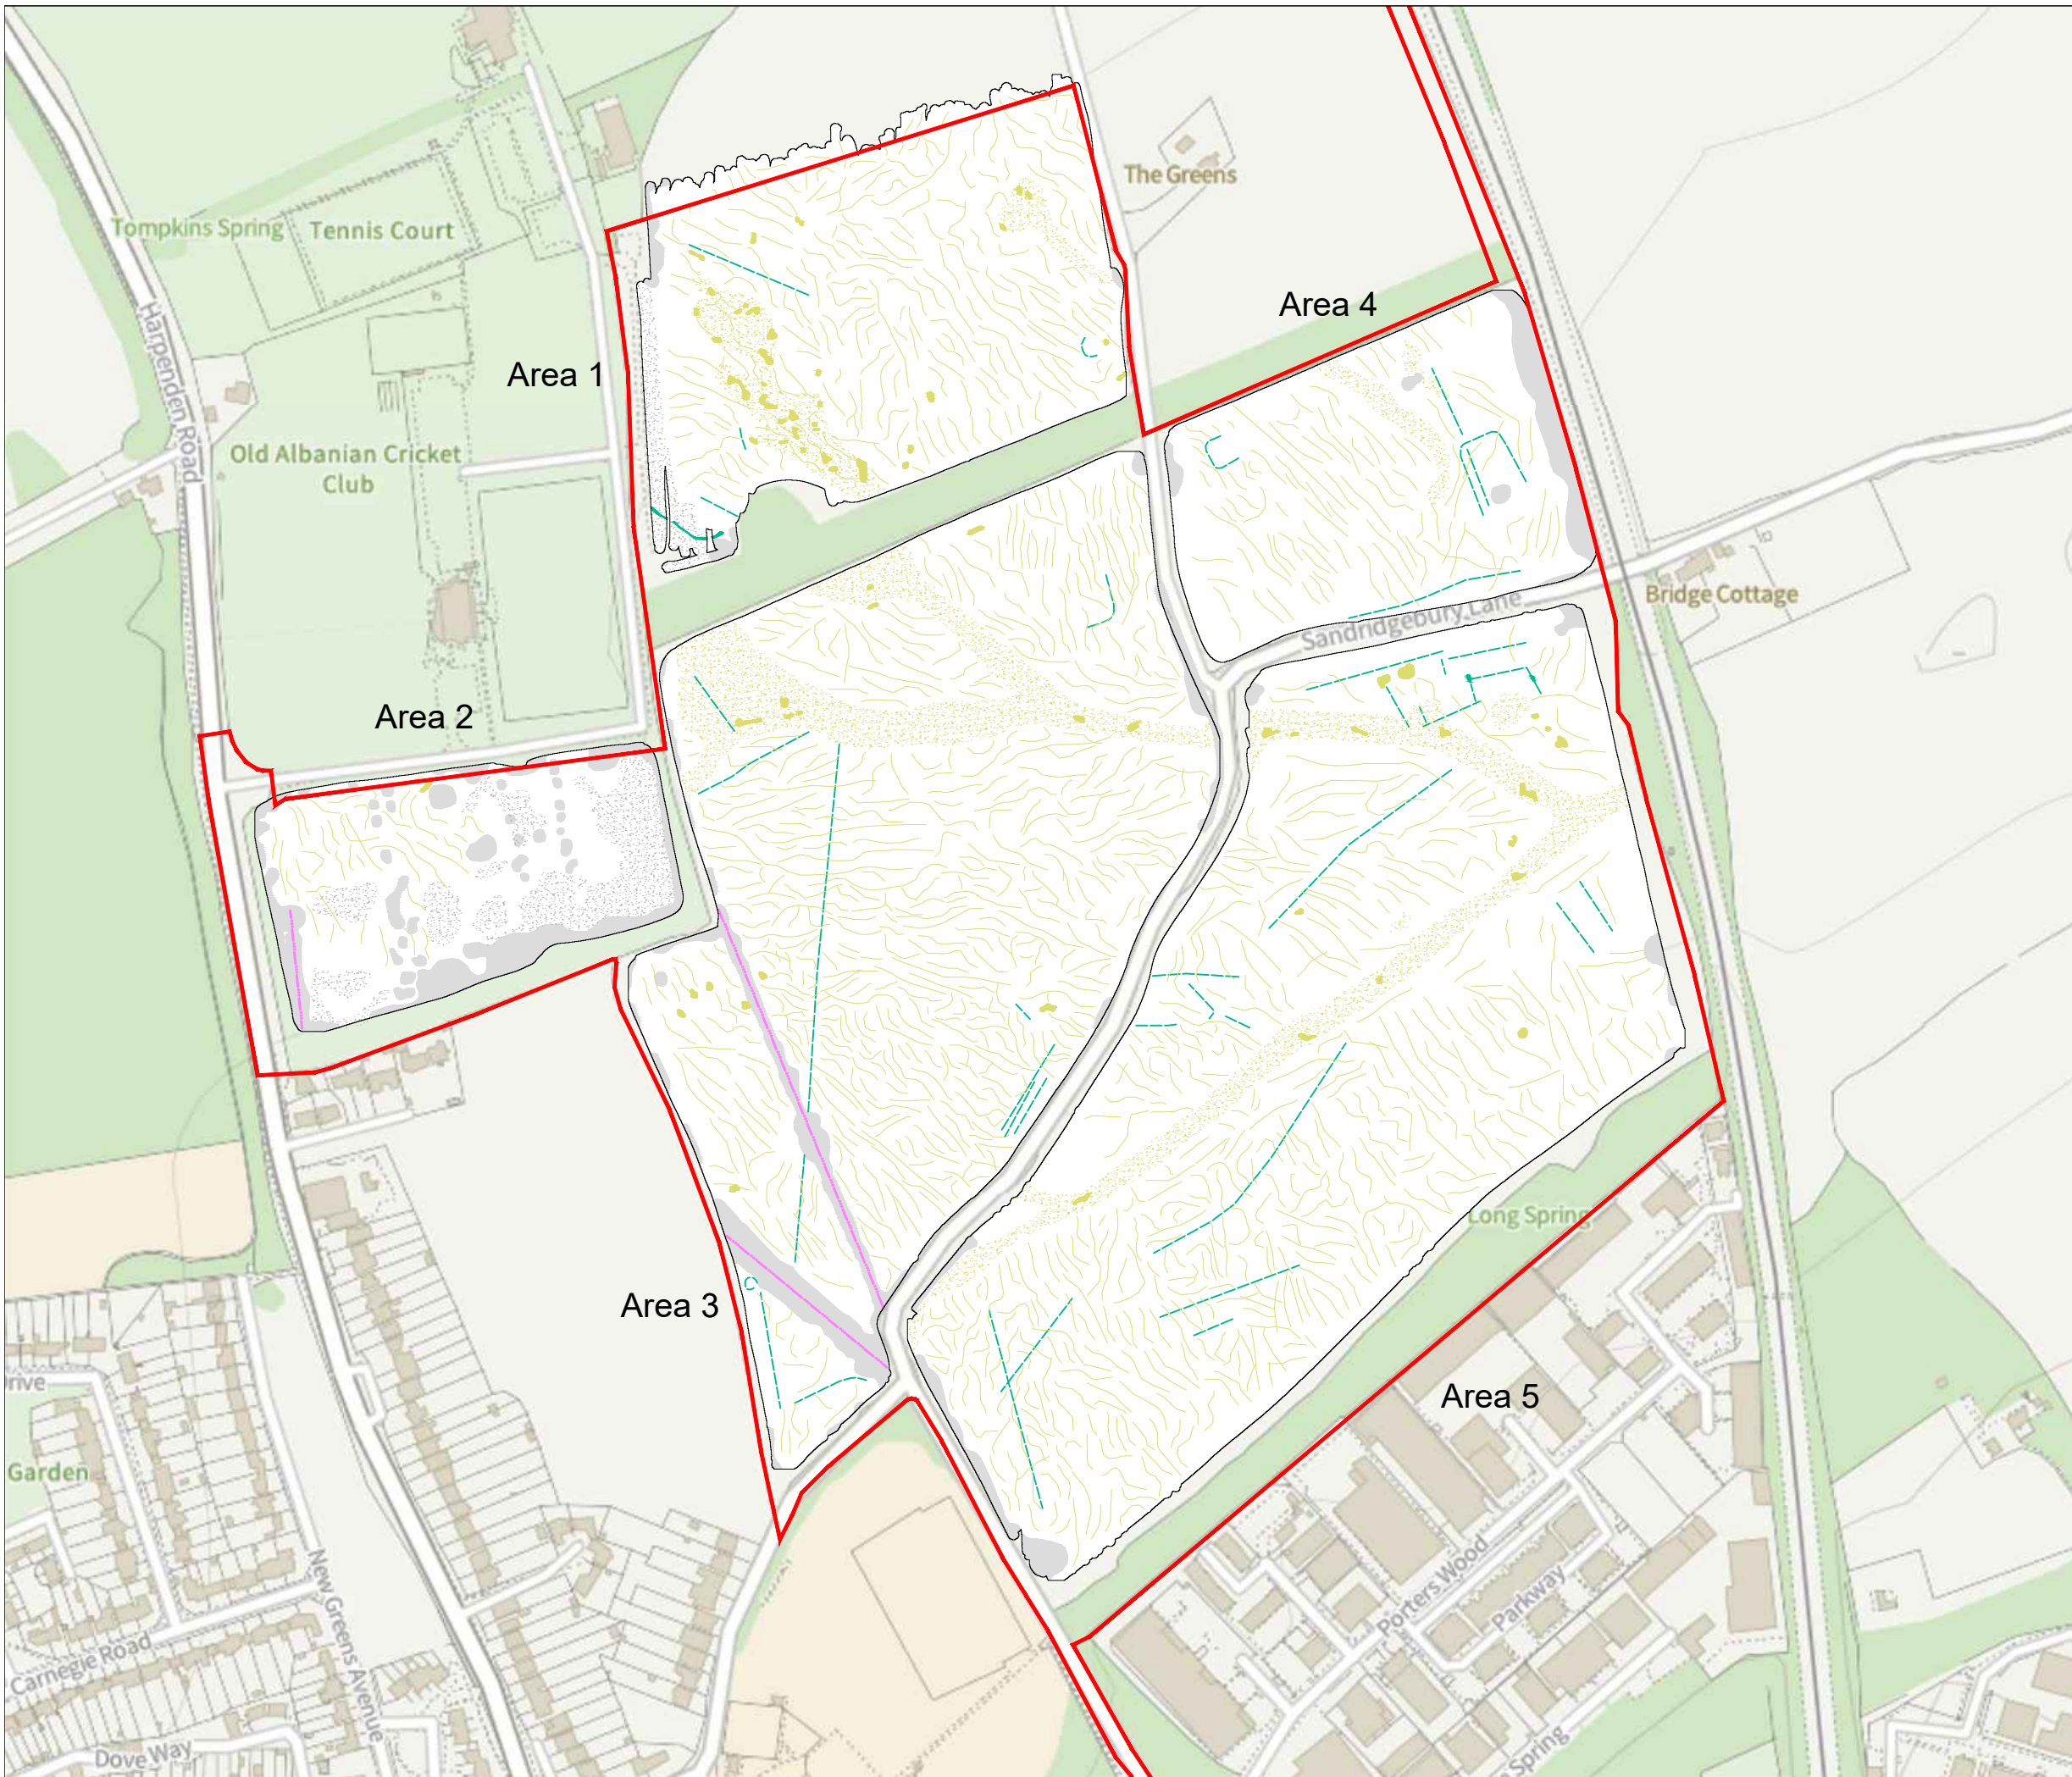 The Greens
Tompkins Spring
Tennis Court
Area 4
Harpenden Road
Area 1
Old Albanian Cricket
Club
Bridge Cottage
Sandridgebury Lane
Area 2
Long Spring
Area 3
Area 5
Garden
New Greens Avenue
Porters Wood
Parkway
Carnegie Road
Dove Way
Spring